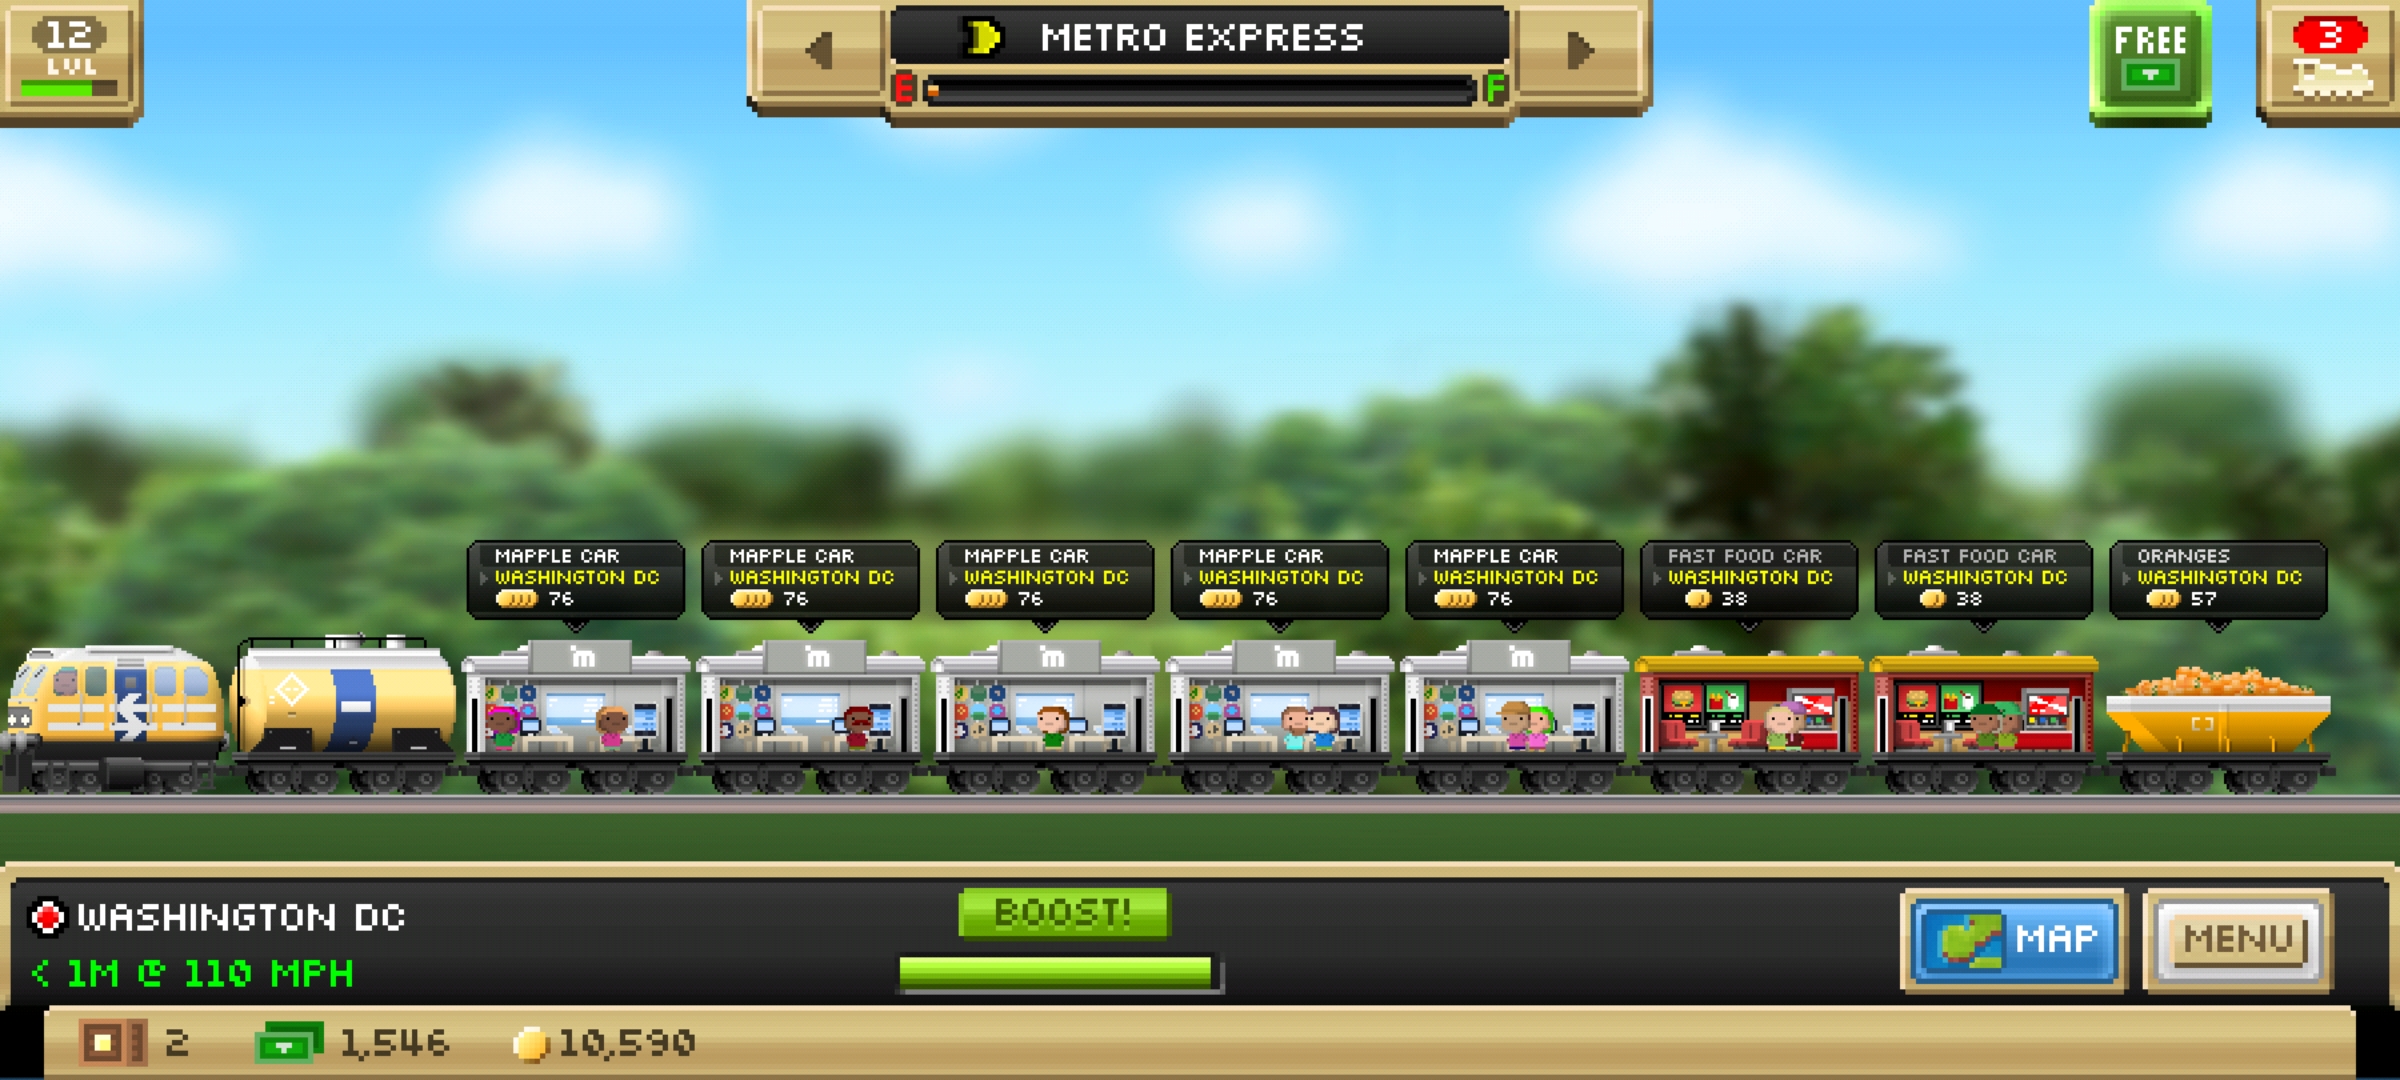 12
LVL
METRO EXPRESS
E F
FREE
3
MAPPLE CAR
WASHINGTON DC
76
MAPPLE CAR
WASHINGTON DC
76
MAPPLE CAR
WASHINGTON DC
76
MAPPLE CAR
WASHINGTON DC
76
MAPPLE CAR
WASHINGTON DC
76
FAST FOOD CAR
WASHINGTON DC
38
FAST FOOD CAR
WASHINGTON DC
38
ORANGES
WASHINGTON DC
57
m
m
m
m
m
WASHINGTON DC
< 1M @ 110 MPH
BOOST!
MAP
MENU
2
1,546
10,590